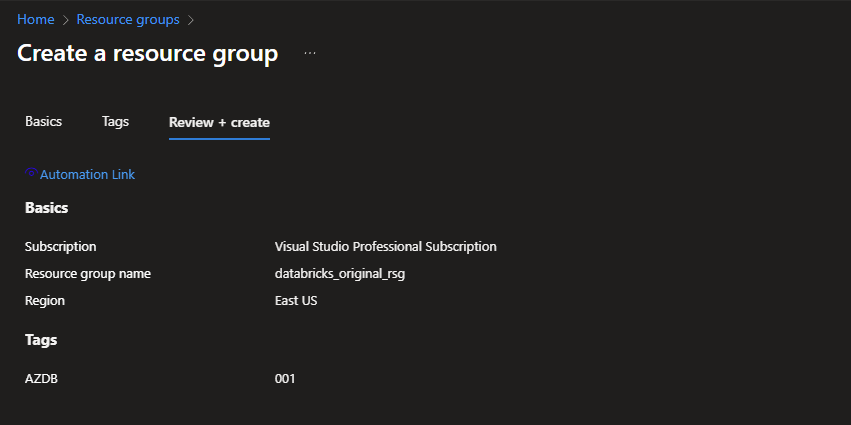 Home > Resource groups >
Create a resource group ...
Basics Tags Review + create
Automation Link
Basics
Subscription Visual Studio Professional Subscription
Resource group name databricks_original_rsg
Region East US
Tags
AZDB 001